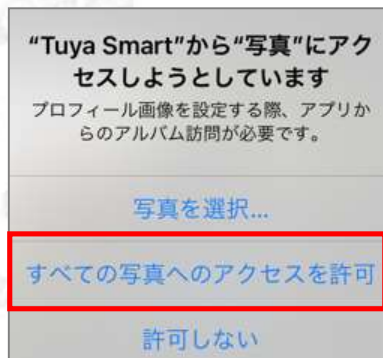 “Tuya Smart”から“写真”にアク
セスしようとしています
プロフィール画像を設定する際、アプリか
らのアルバム訪問が必要です。
写真を選択...
すべての写真へのアクセスを許可
許可しない